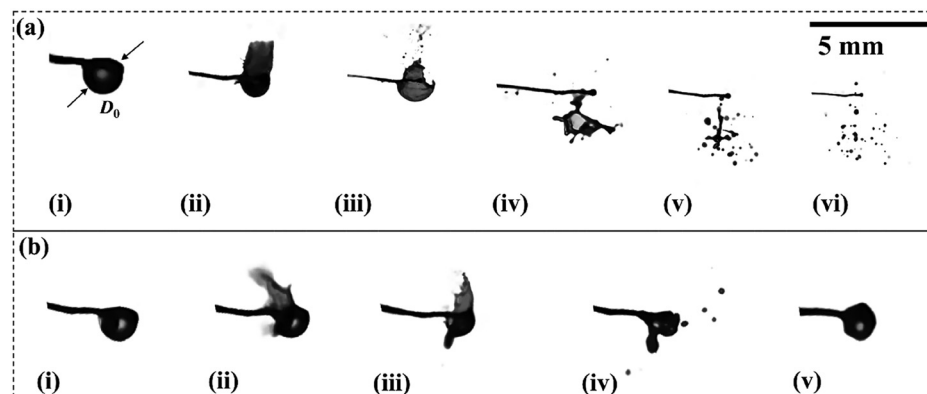 (a)
5 mm
D0
(i) (ii) (iii) (iv) (v) (vi)
(b)
(i) (ii) (iii) (iv) (v)